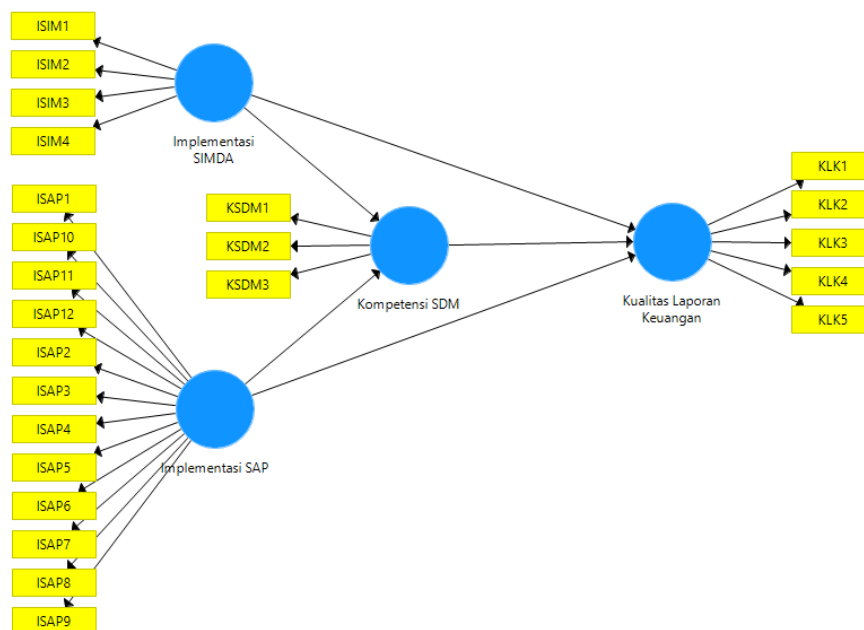 ISIM1
ISIM2
ISIM3
ISIM4
Implementasi
SIMDA
ISAP1
ISAP10
ISAP11
ISAP12
ISAP2
ISAP3
ISAP4
ISAP5
ISAP6
ISAP7
ISAP8
ISAP9
Implementasi SAP
KSDM1
KSDM2
KSDM3
Kompetensi SDM
Kualitas Laporan
Keuangan
KLK1
KLK2
KLK3
KLK4
KLK5